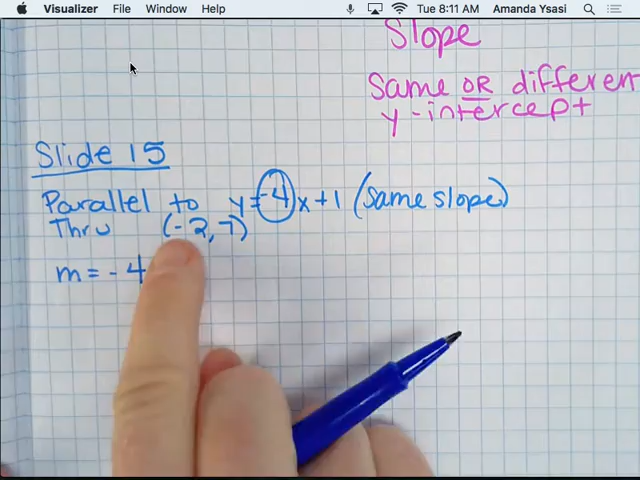 Visualizer File Window Help Tue 8:11 AM Amanda Ysasi
Slope
Same OR different
y-intercept
Slide 15
Parallel to y=-4x+1 (same slope)
Thru (-2, 7)
m = -4